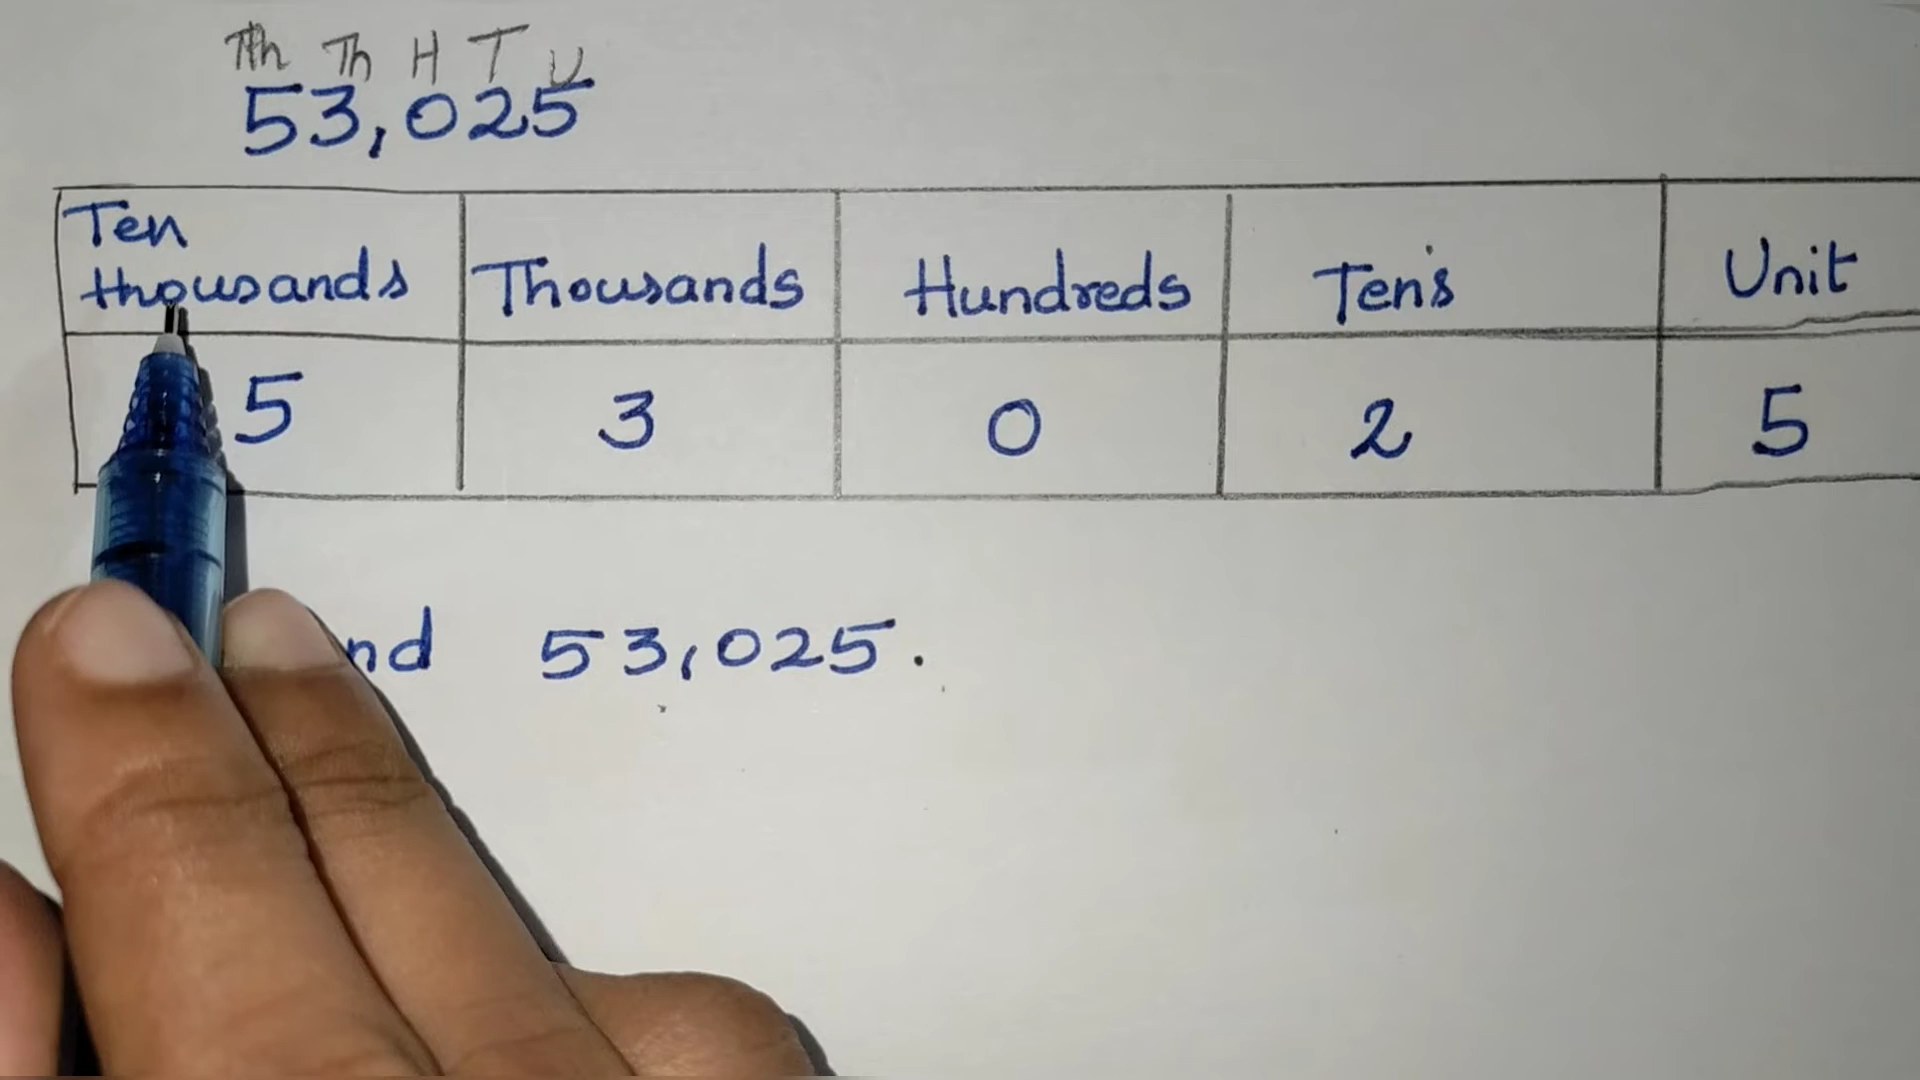 Tth Th H T U
53,025
Ten thousands Thousands Hundreds Ten's Unit
5 3 0 2 5
nd 53,025.